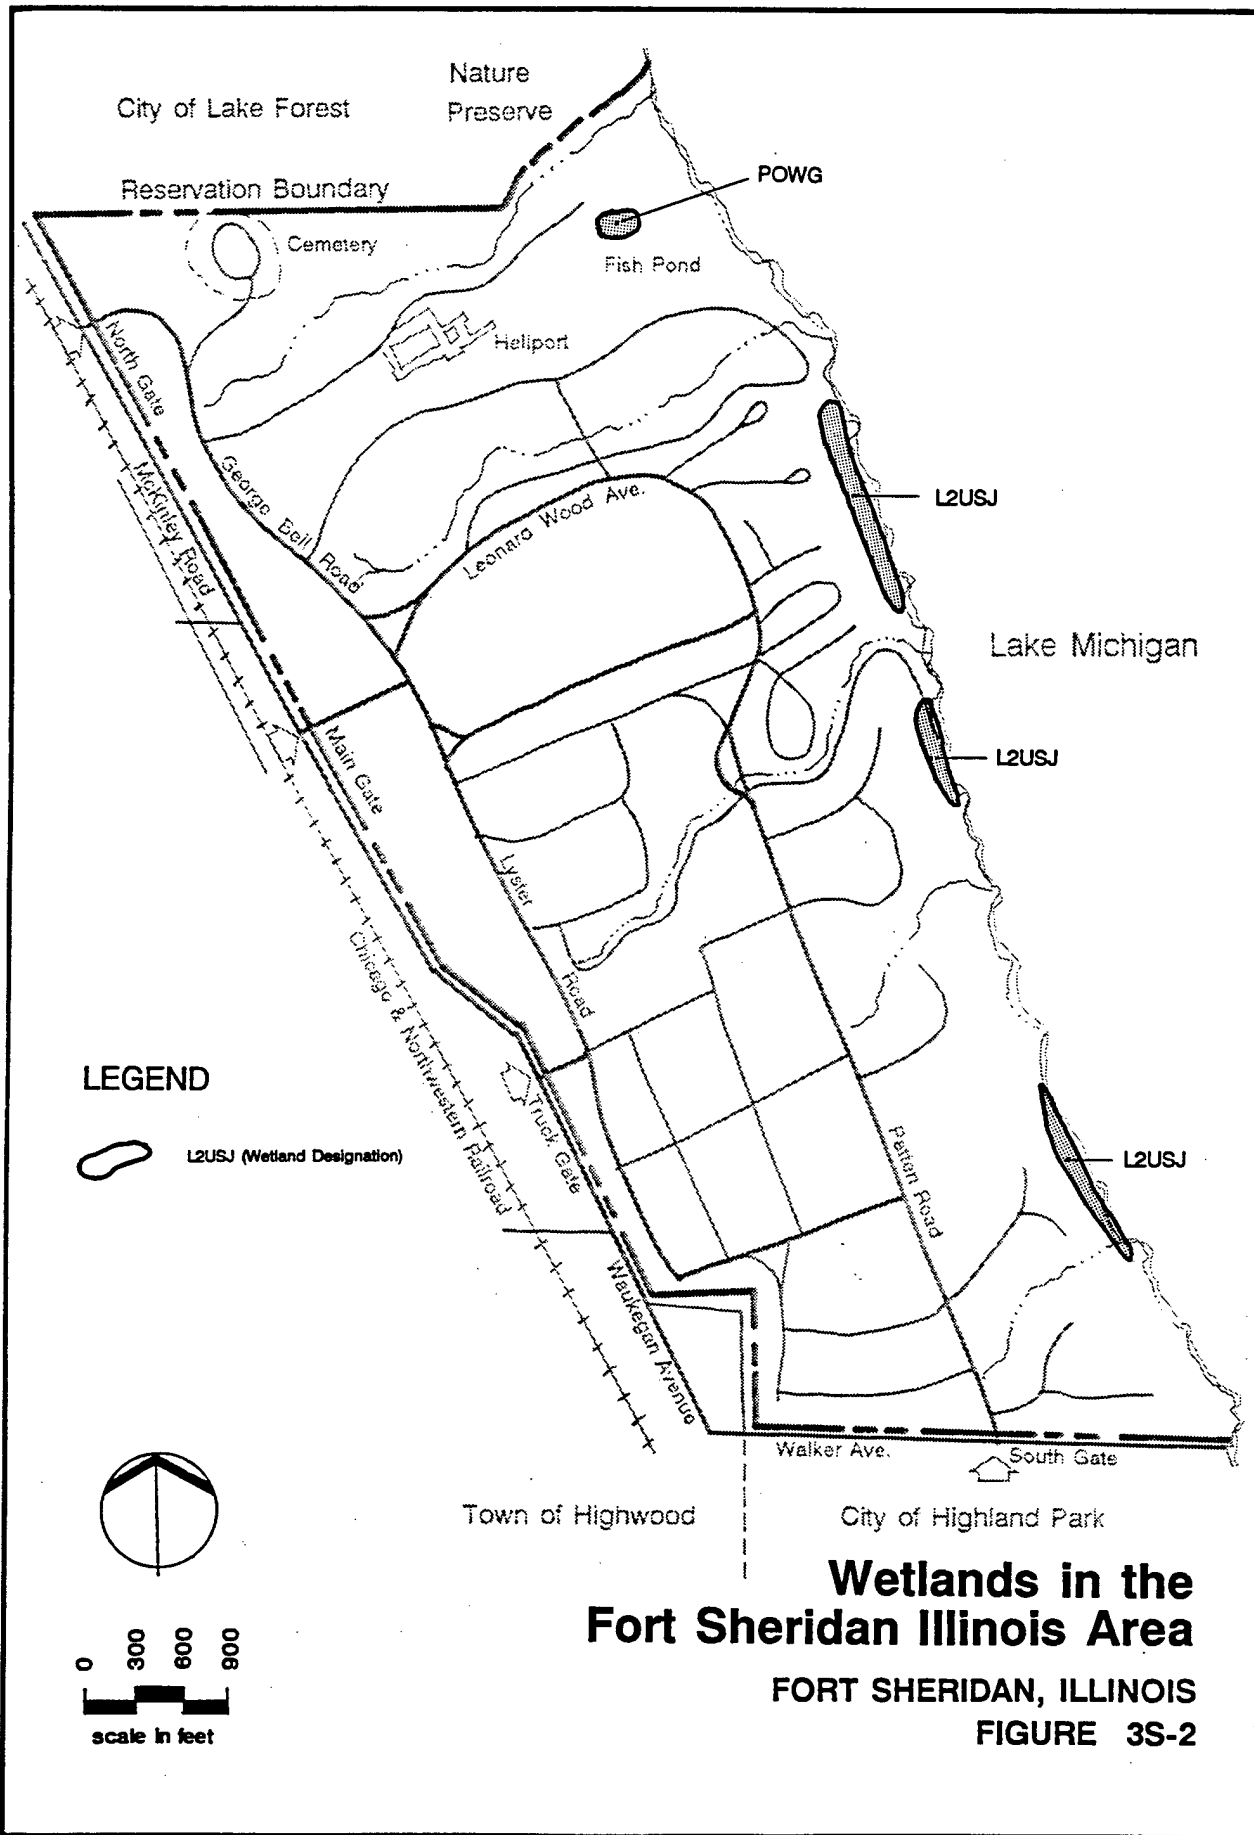 Nature
Preserve
City of Lake Forest
Reservation Boundary
POWG
Cemetery
Fish Pond
Heliport
North Gate
McKinley Road
George Bell Road
Leonard Wood Ave.
L2USJ
Lake Michigan
L2USJ
Main Gate
Lyster
Road
Chicago & Northwestern Railroad
LEGEND
L2USJ (Wetland Designation)
Truck Gate
Patten Road
L2USJ
Waukegan Avenue
Walker Ave.
South Gate
Town of Highwood
City of Highland Park
Wetlands in the
Fort Sheridan Illinois Area
FORT SHERIDAN, ILLINOIS
FIGURE 3S-2
0 300 600 900
scale in feet